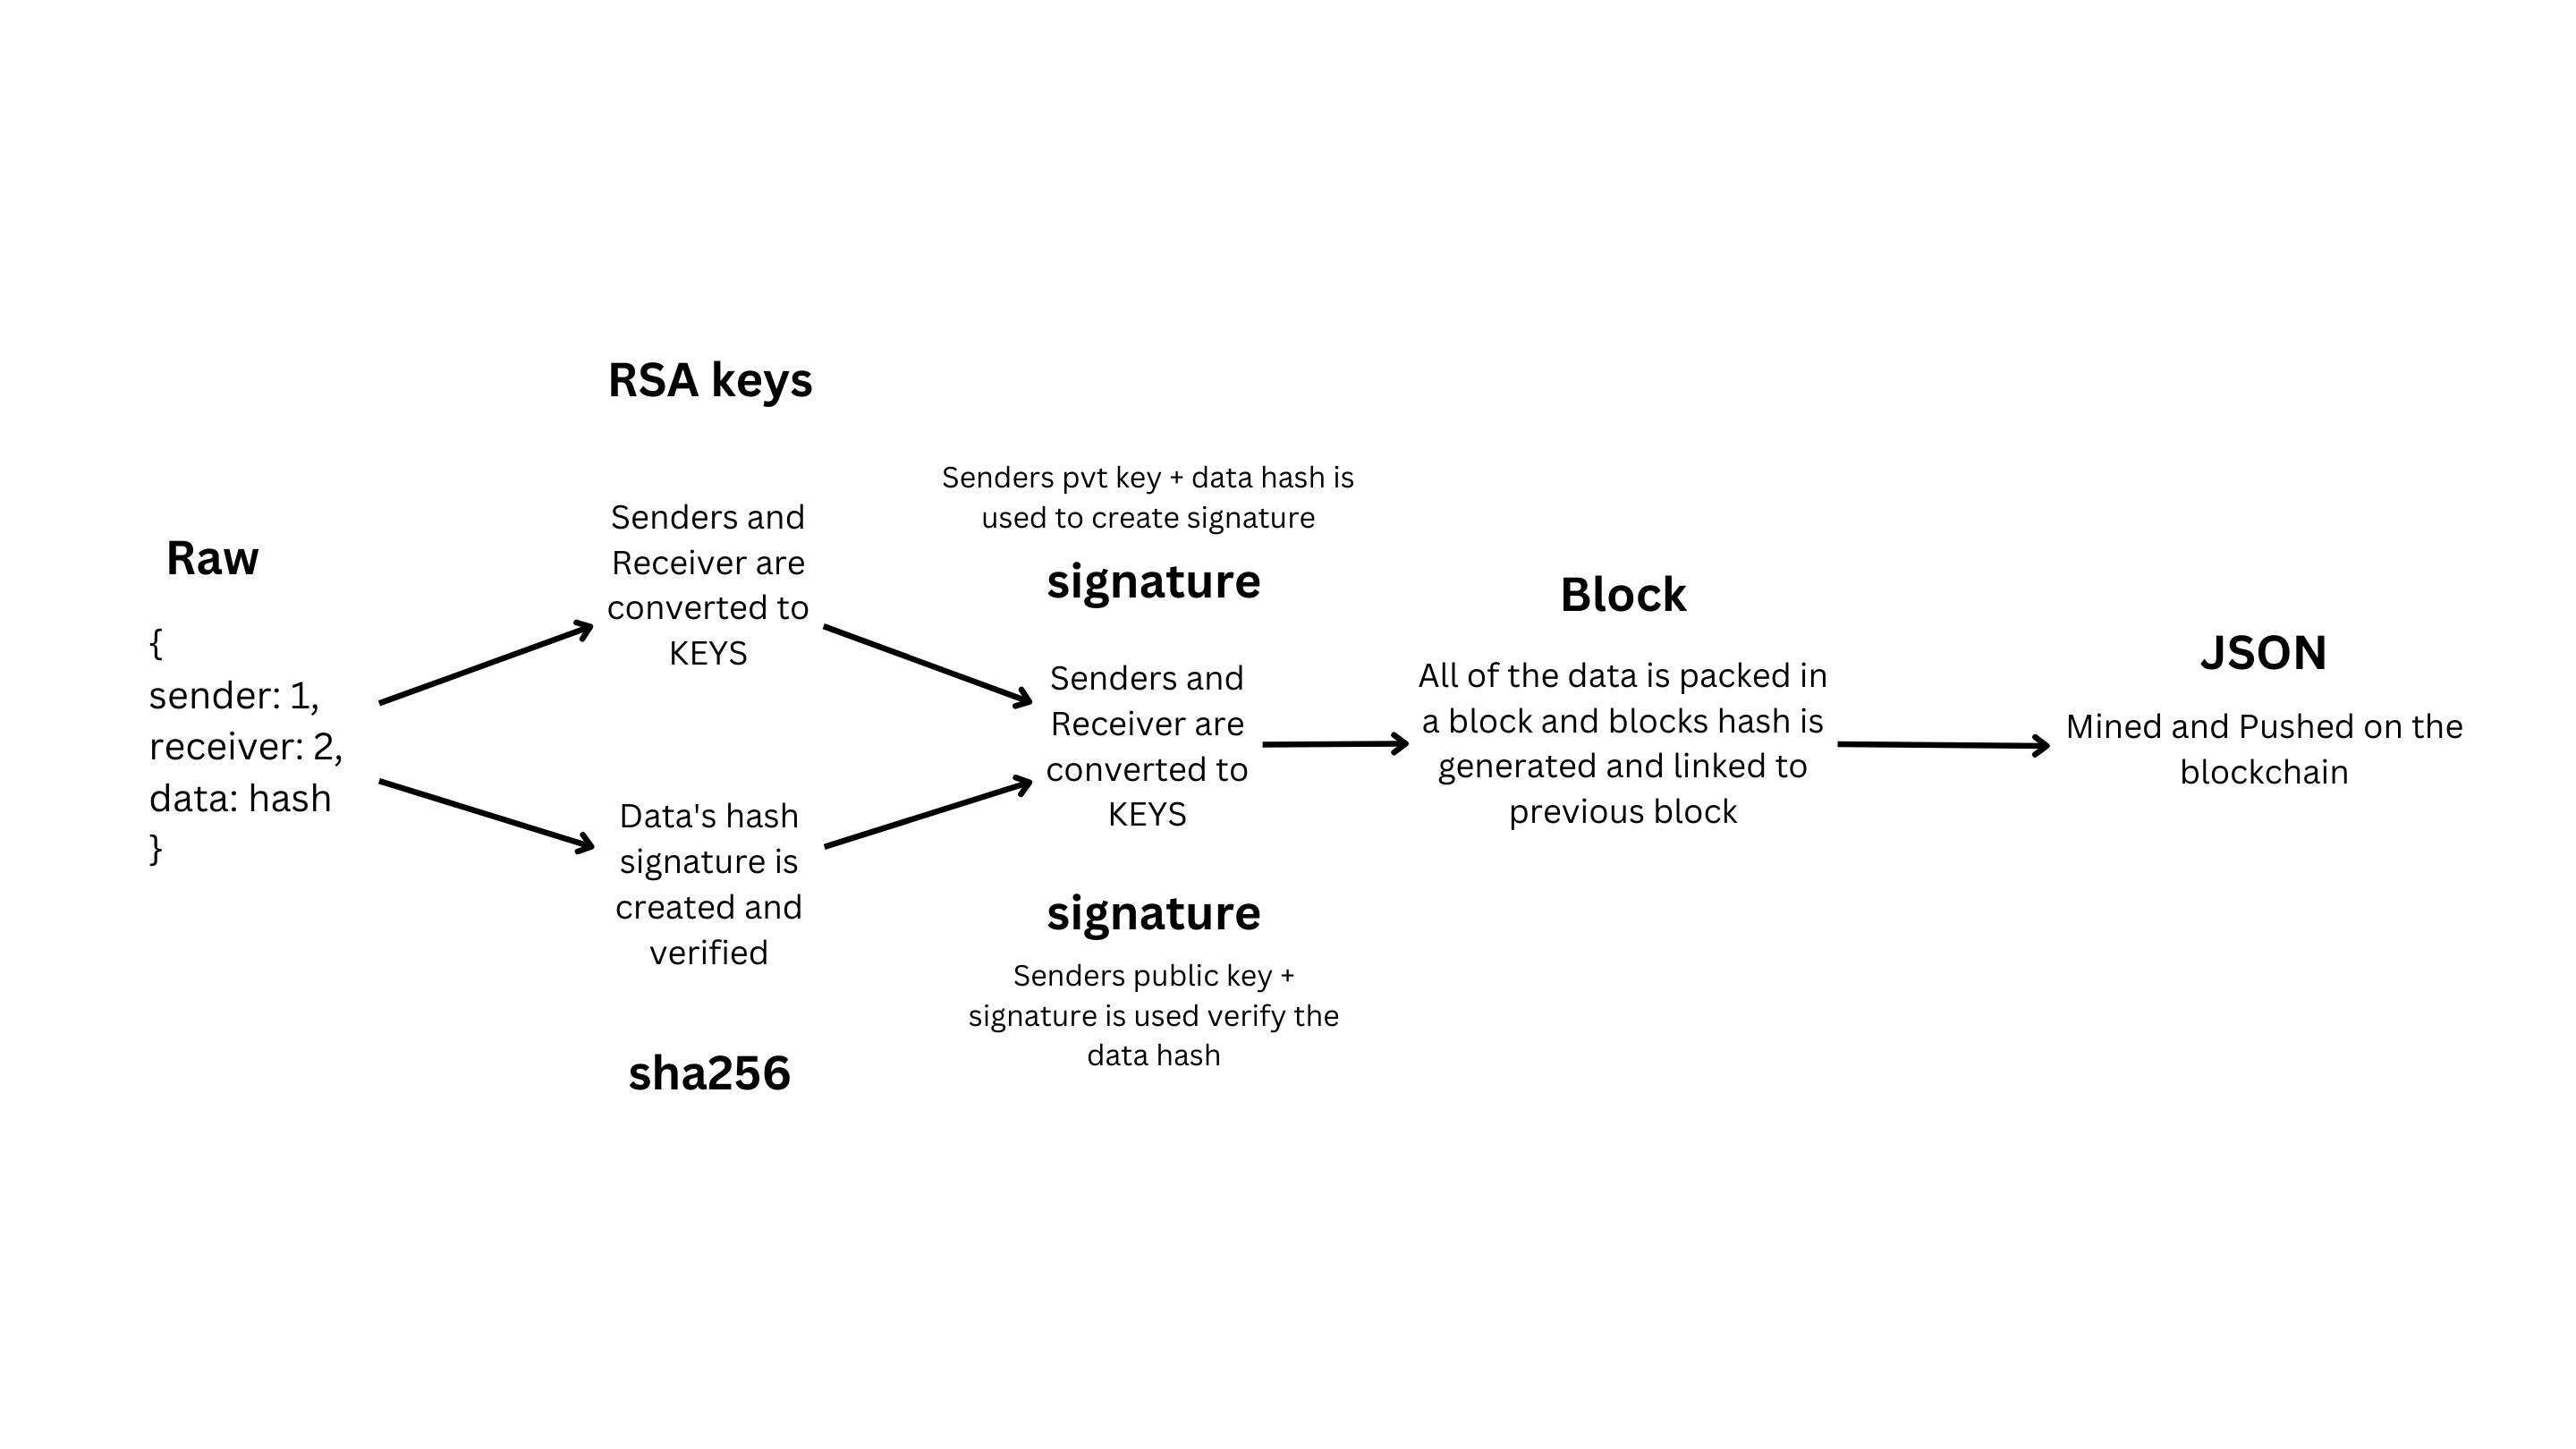 Raw
{
sender: 1,
receiver: 2,
data: hash
}
RSA keys
Senders and
Receiver are
converted to
KEYS
Data's hash
signature is
created and
verified
sha256
Senders pvt key + data hash is
used to create signature
signature
Senders and
Receiver are
converted to
KEYS
signature
Senders public key +
signature is used verify the
data hash
Block
All of the data is packed in
a block and blocks hash is
generated and linked to
previous block
JSON
Mined and Pushed on the
blockchain